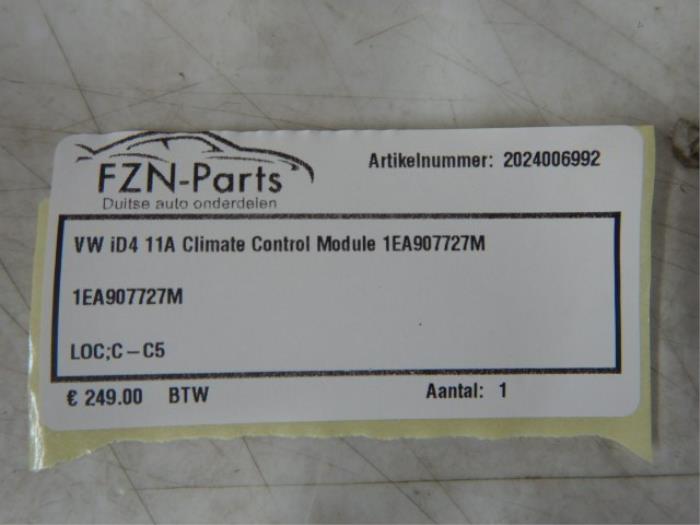 FZN-Parts
Duitse auto onderdelen
Artikelnummer: 2024006992
VW iD4 11A Climate Control Module 1EA907727M
1EA907727M
LOC;C-C5
€ 249.00 BTW
Aantal: 1